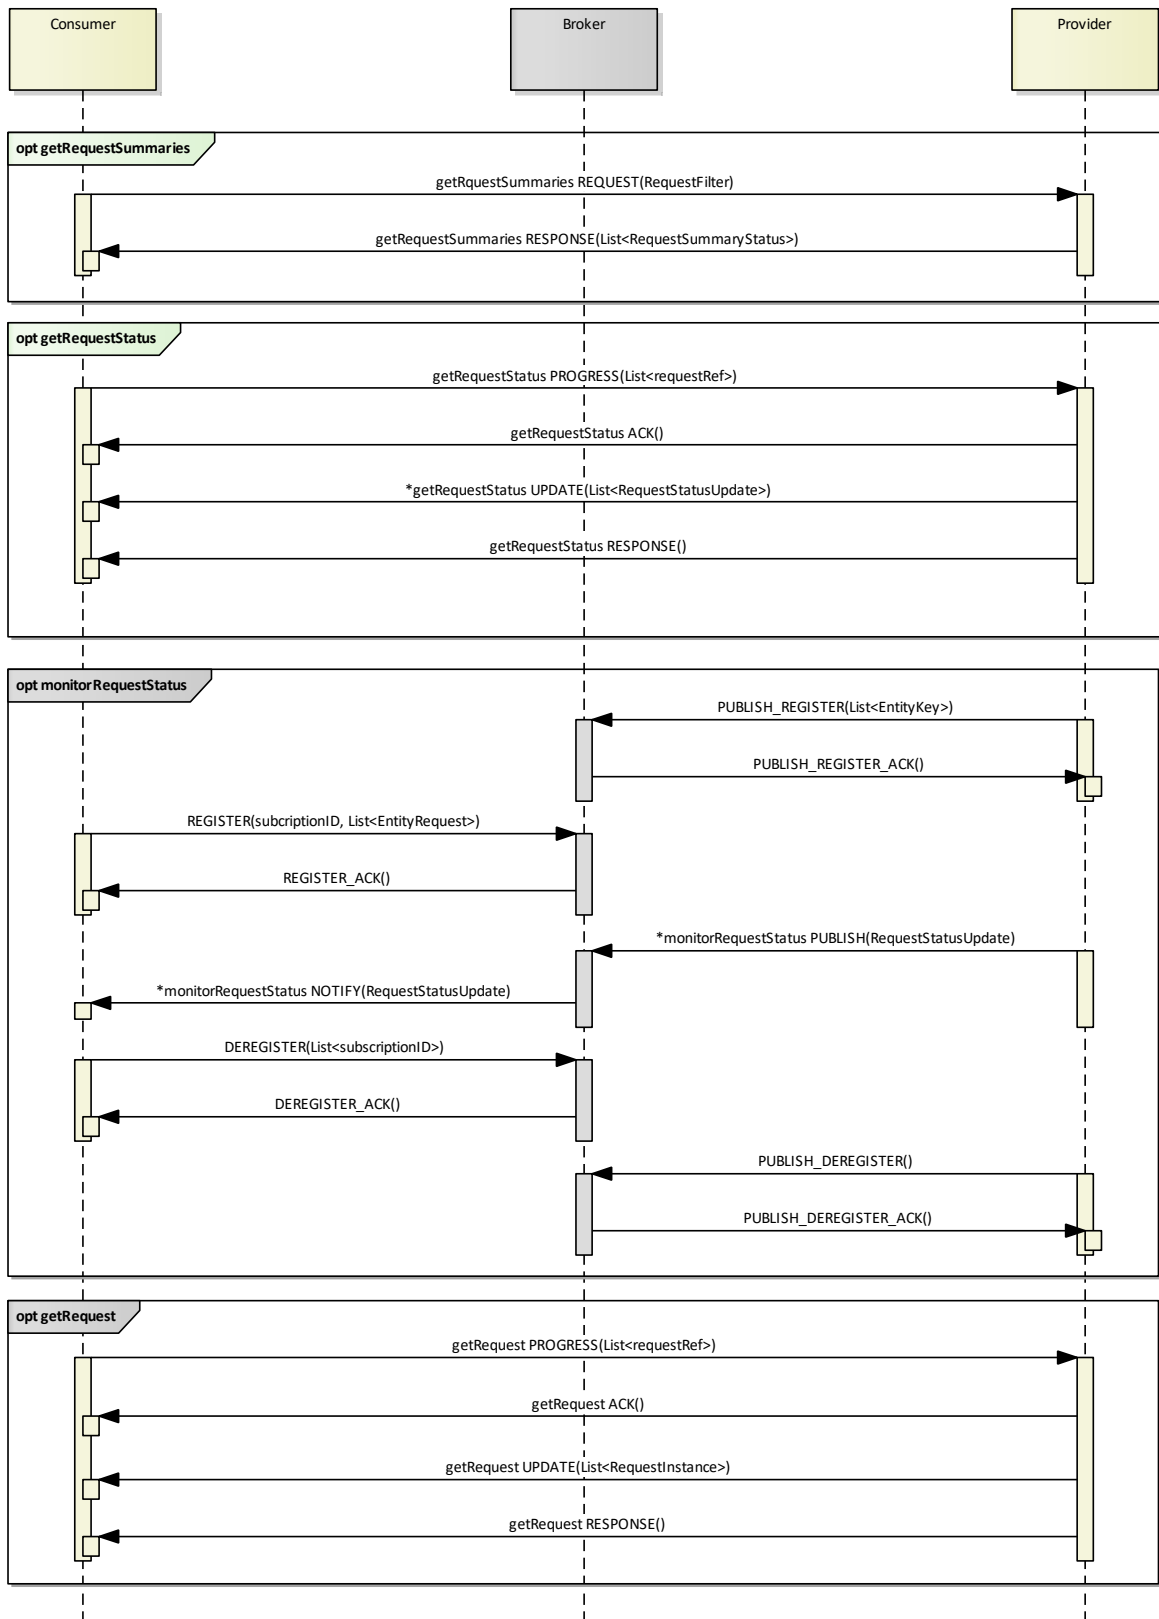 Consumer
Broker
Provider
opt getRequestSummaries
getRquestSummaries REQUEST(RequestFilter)
getRequestSummaries RESPONSE(List<RequestSummaryStatus>)
opt getRequestStatus
getRequestStatus PROGRESS(List<requestRef>)
getRequestStatus ACK()
*getRequestStatus UPDATE(List<RequestStatusUpdate>)
getRequestStatus RESPONSE()
opt monitorRequestStatus
PUBLISH_REGISTER(List<EntityKey>)
PUBLISH_REGISTER_ACK()
REGISTER(subcriptionID, List<EntityRequest>)
REGISTER_ACK()
*monitorRequestStatus PUBLISH(RequestStatusUpdate)
*monitorRequestStatus NOTIFY(RequestStatusUpdate)
DEREGISTER(List<subscriptionID>)
DEREGISTER_ACK()
PUBLISH_DEREGISTER()
PUBLISH_DEREGISTER_ACK()
opt getRequest
getRequest PROGRESS(List<requestRef>)
getRequest ACK()
getRequest UPDATE(List<RequestInstance>)
getRequest RESPONSE()